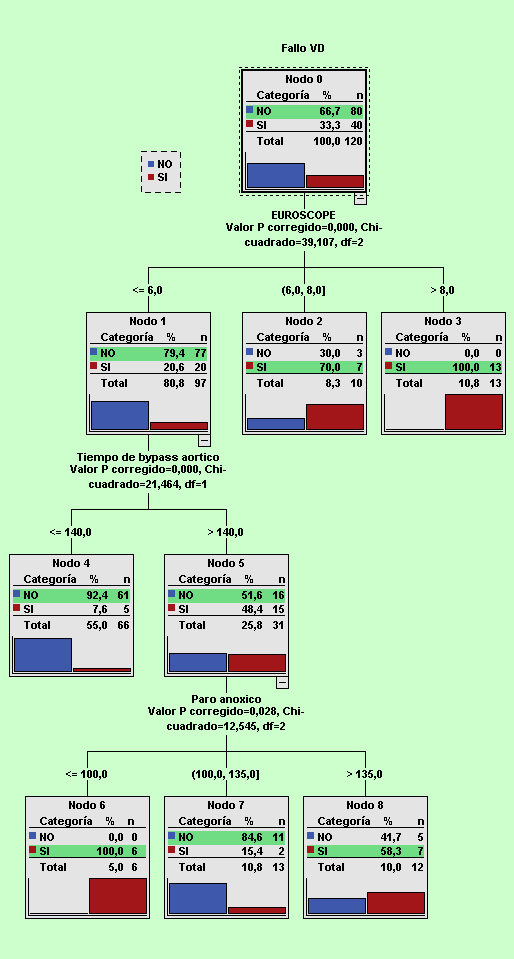 Fallo VD
Nodo 0
Categoría % n
NO 66,7 80
SI 33,3 40
Total 100,0 120
NO
SI
EUROSCOPE
Valor P corregido=0,000, Chi-
cuadrado=39,107, df=2
<= 6,0
(6,0, 8,0]
> 8,0
Nodo 1
Categoría % n
NO 79,4 77
SI 20,6 20
Total 80,8 97
Nodo 2
Categoría % n
NO 30,0 3
SI 70,0 7
Total 8,3 10
Nodo 3
Categoría % n
NO 0,0 0
SI 100,0 13
Total 10,8 13
Tiempo de bypass aortico
Valor P corregido=0,000, Chi-
cuadrado=21,464, df=1
<= 140,0
> 140,0
Nodo 4
Categoría % n
NO 92,4 61
SI 7,6 5
Total 55,0 66
Nodo 5
Categoría % n
NO 51,6 16
SI 48,4 15
Total 25,8 31
Paro anoxico
Valor P corregido=0,028, Chi-
cuadrado=12,545, df=2
<= 100,0
(100,0, 135,0]
> 135,0
Nodo 6
Categoría % n
NO 0,0 0
SI 100,0 6
Total 5,0 6
Nodo 7
Categoría % n
NO 84,6 11
SI 15,4 2
Total 10,8 13
Nodo 8
Categoría % n
NO 41,7 5
SI 58,3 7
Total 10,0 12